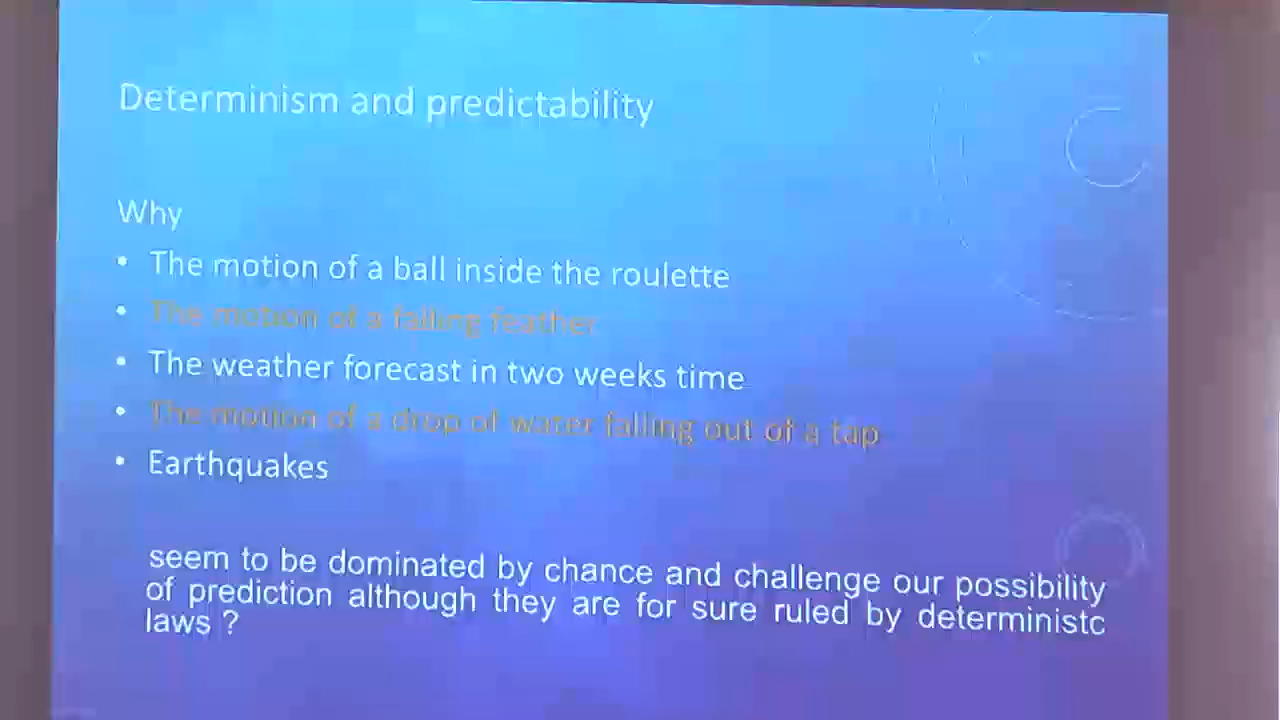 Determinism and predictability
Why
• The motion of a ball inside the roulette
• The motion of a falling feather
• The weather forecast in two weeks time
• The motion of a drop of water falling out of a tap
• Earthquakes
seem to be dominated by chance and challenge our possibility
of prediction although they are for sure ruled by deterministc
laws ?